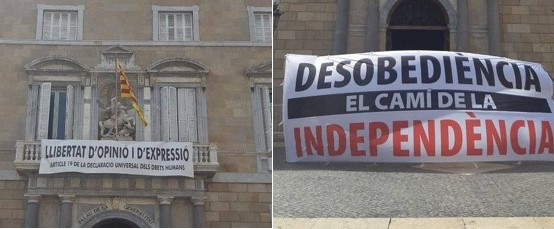 LLIBERTAT D'OPINIÓ I D'EXPRESSIÓ
ARTICLE 19 DE LA DECLARACIÓ UNIVERSAL DELS DRETS HUMANS
DESOBEDIÈNCIA
EL CAMÍ DE LA
INDEPENDÈNCIA